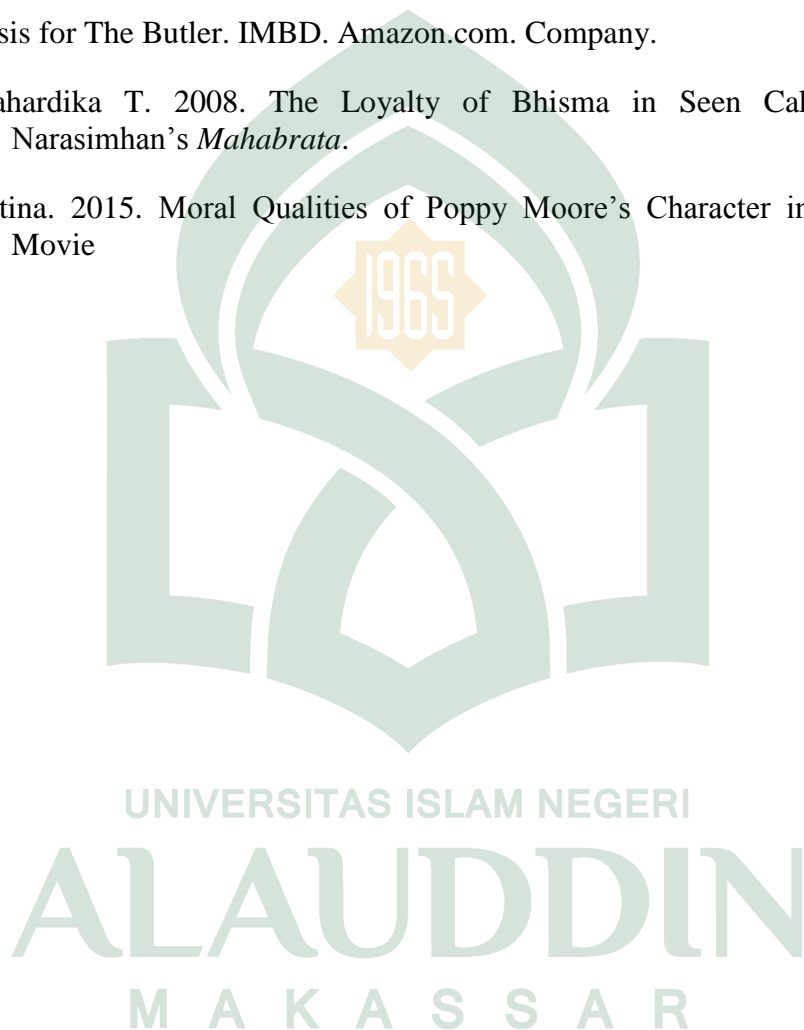 sis for The Butler. IMBD. Amazon.com. Company.
ahardika T. 2008. The Loyalty of Bhisma in Seen Cal
Narasimhan’s Mahabrata.
tina. 2015. Moral Qualities of Poppy Moore’s Character in
Movie
1965
UNIVERSITAS ISLAM NEGERI
ALAUDDIN
MAKASSAR